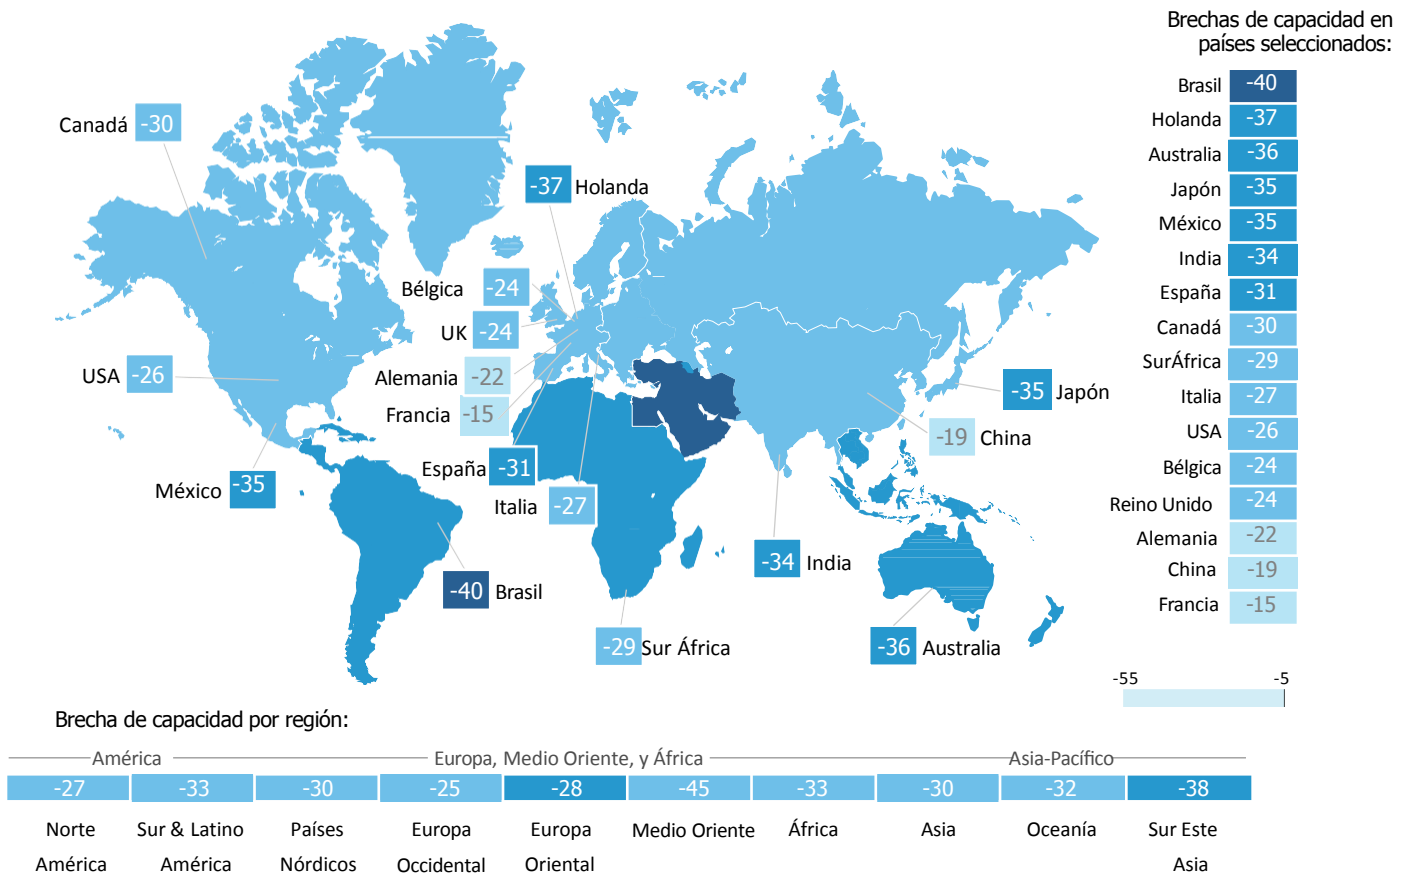 Brechas de capacidad en
países seleccionados:
Brasil -40
Holanda -37
Australia -36
Japón -35
México -35
India -34
España -31
Canadá -30
SurÁfrica -29
Italia -27
USA -26
Bélgica -24
Reino Unido -24
Alemania -22
China -19
Francia -15
-55 -5
Canadá -30
-37 Holanda
Bélgica -24
UK -24
USA -26
Alemania -22
-35 Japón
Francia -15
-19 China
España -31
México -35
Italia -27
-34 India
-40 Brasil
-29 Sur África
-36 Australia
Brecha de capacidad por región:
América Europa, Medio Oriente, y África Asia-Pacífico
-27 -33 -30 -25 -28 -45 -33 -30 -32 -38
Norte Sur & Latino Países Europa Europa Medio Oriente África Asia Oceanía Sur Este
América América Nórdicos Occidental Oriental Asia